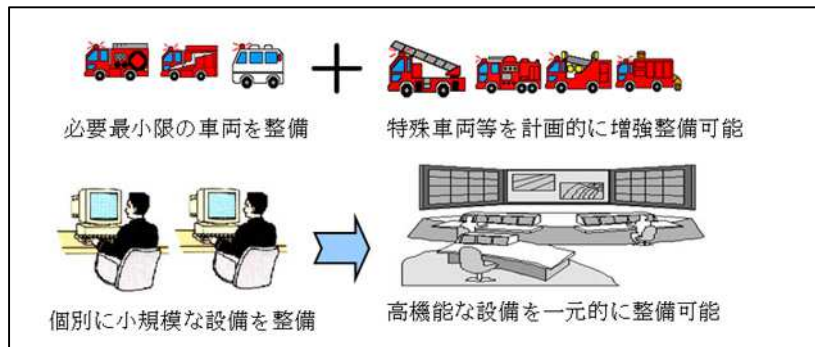 必要最小限の車両を整備
特殊車両等を計画的に増強整備可能
個別に小規模な設備を整備
高機能な設備を一元的に整備可能